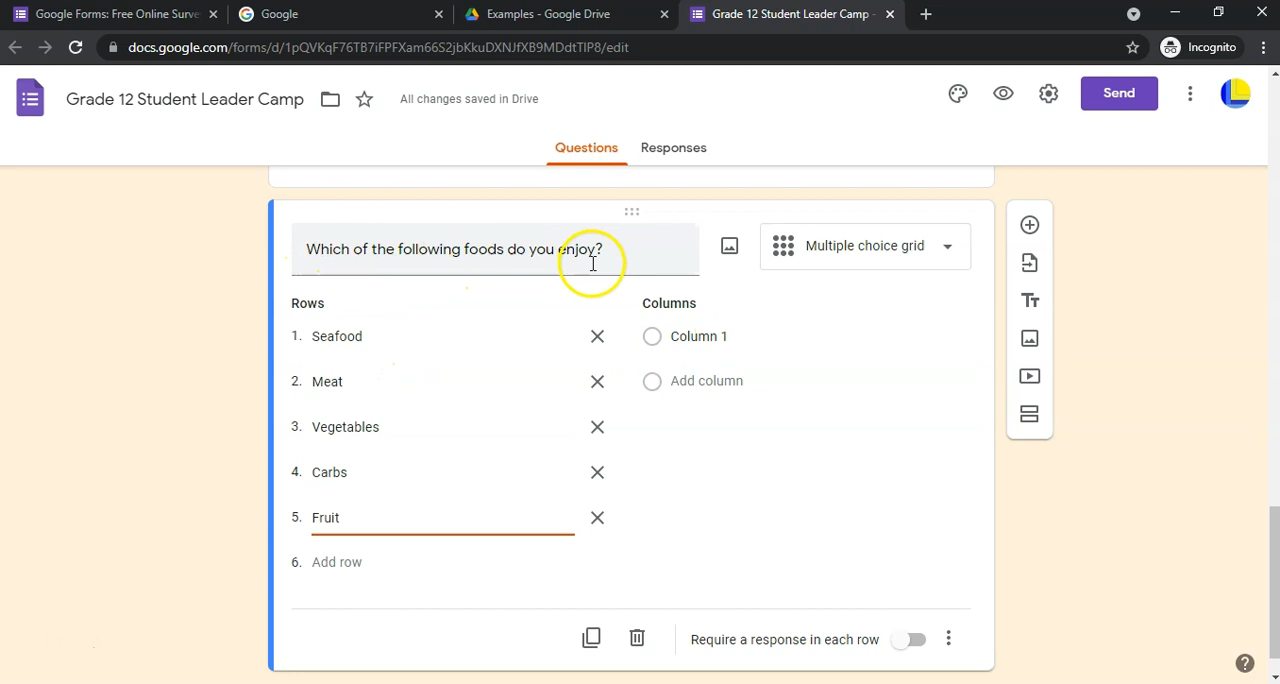 Google Forms: Free Online Surve
Google
Examples - Google Drive
Grade 12 Student Leader Camp -
docs.google.com/forms/d/1pQVKqF76TB7iFPFXam66S2jbKkuDXNJfXB9MDdtTIP8/edit
Incognito
Grade 12 Student Leader Camp
All changes saved in Drive
Send
Questions
Responses
Which of the following foods do you enjoy?
Multiple choice grid
Rows
Columns
1. Seafood
Column 1
2. Meat
Add column
3. Vegetables
4. Carbs
5. Fruit
6. Add row
Require a response in each row